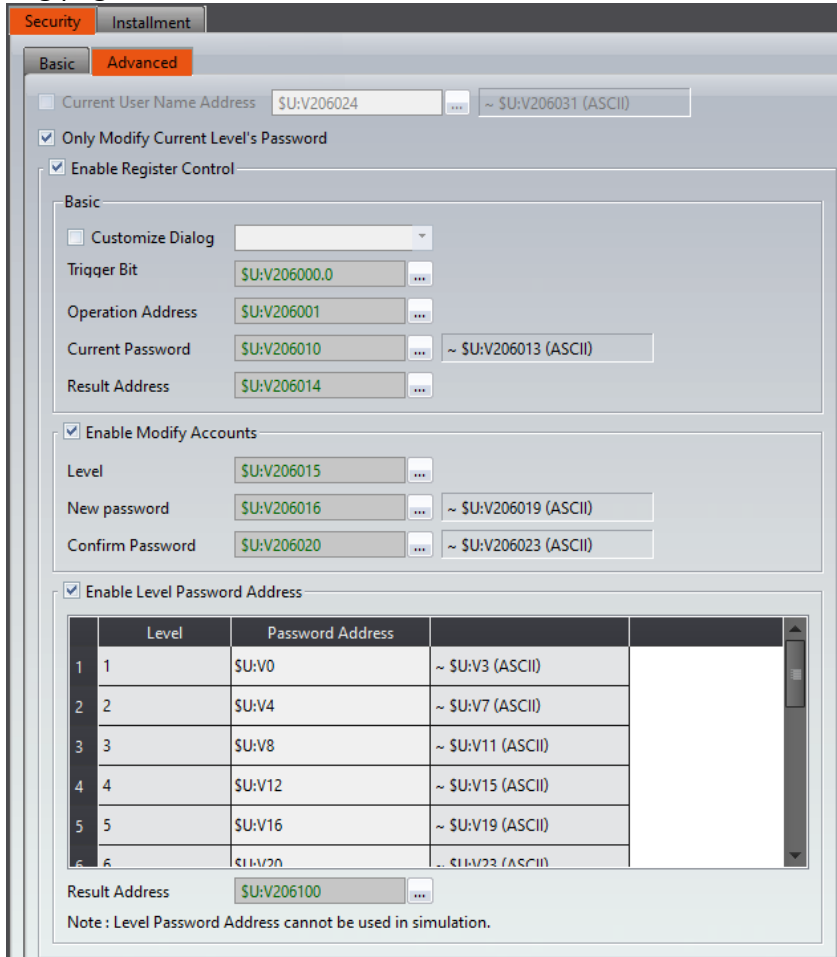 Security Installment
Basic Advanced
Current User Name Address $U:V206024 ... ~ $U:V206031 (ASCII)
Only Modify Current Level's Password
Enable Register Control
Basic
Customize Dialog
Trigger Bit $U:V206000.0 ...
Operation Address $U:V206001 ...
Current Password $U:V206010 ... ~ $U:V206013 (ASCII)
Result Address $U:V206014 ...
Enable Modify Accounts
Level $U:V206015 ...
New password $U:V206016 ... ~ $U:V206019 (ASCII)
Confirm Password $U:V206020 ... ~ $U:V206023 (ASCII)
Enable Level Password Address
Level Password Address
1 1 $U:V0 ~ $U:V3 (ASCII)
2 2 $U:V4 ~ $U:V7 (ASCII)
3 3 $U:V8 ~ $U:V11 (ASCII)
4 4 $U:V12 ~ $U:V15 (ASCII)
5 5 $U:V16 ~ $U:V19 (ASCII)
6 6 $U:V20 ~ $U:V23 (ASCII)
Result Address $U:V206100 ...
Note : Level Password Address cannot be used in simulation.